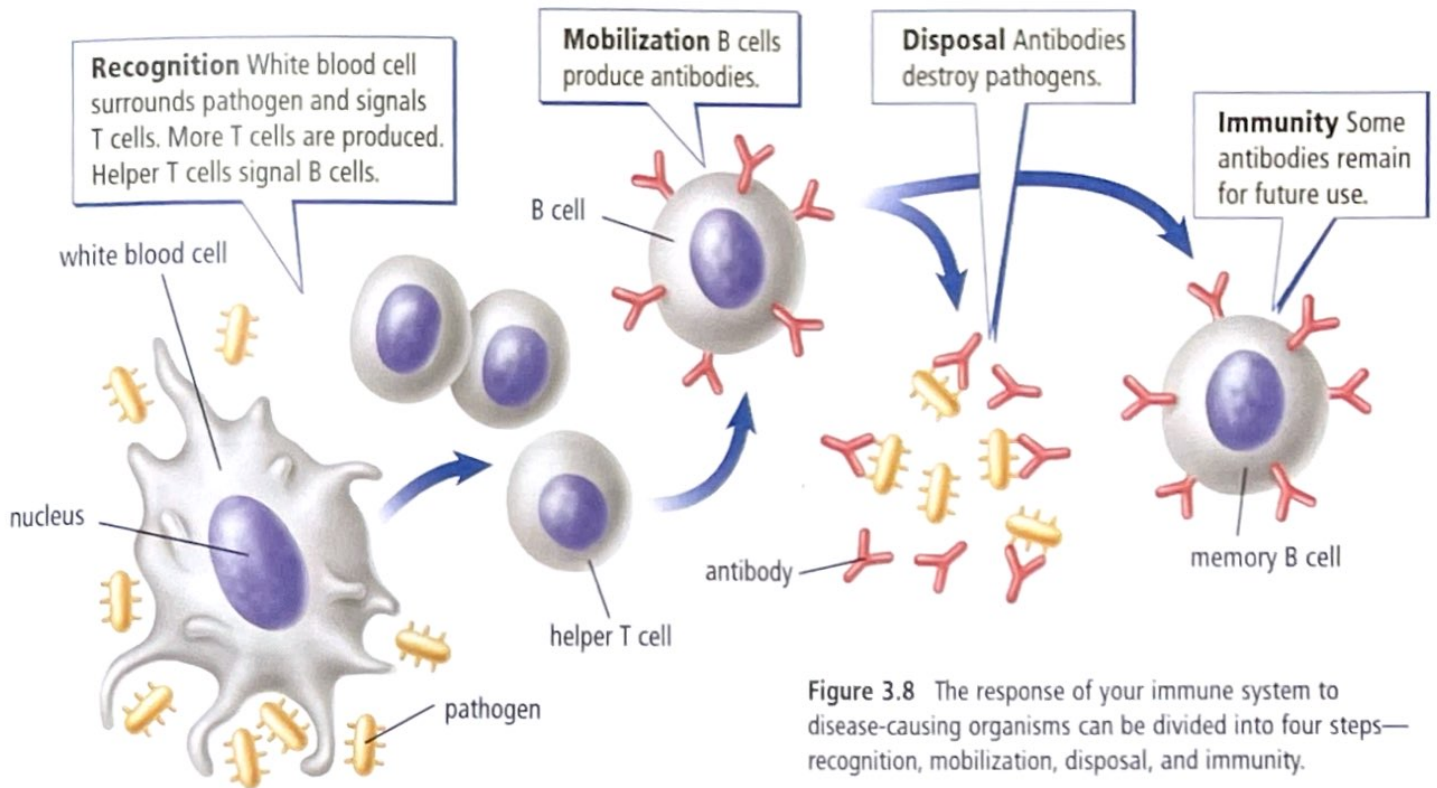 Recognition White blood cell
surrounds pathogen and signals
T cells. More T cells are produced.
Helper T cells signal B cells.
Mobilization B cells
produce antibodies.
Disposal Antibodies
destroy pathogens.
Immunity Some
antibodies remain
for future use.
white blood cell
B cell
nucleus
antibody
memory B cell
helper T cell
pathogen
Figure 3.8 The response of your immune system to
disease-causing organisms can be divided into four steps—
recognition, mobilization, disposal, and immunity.